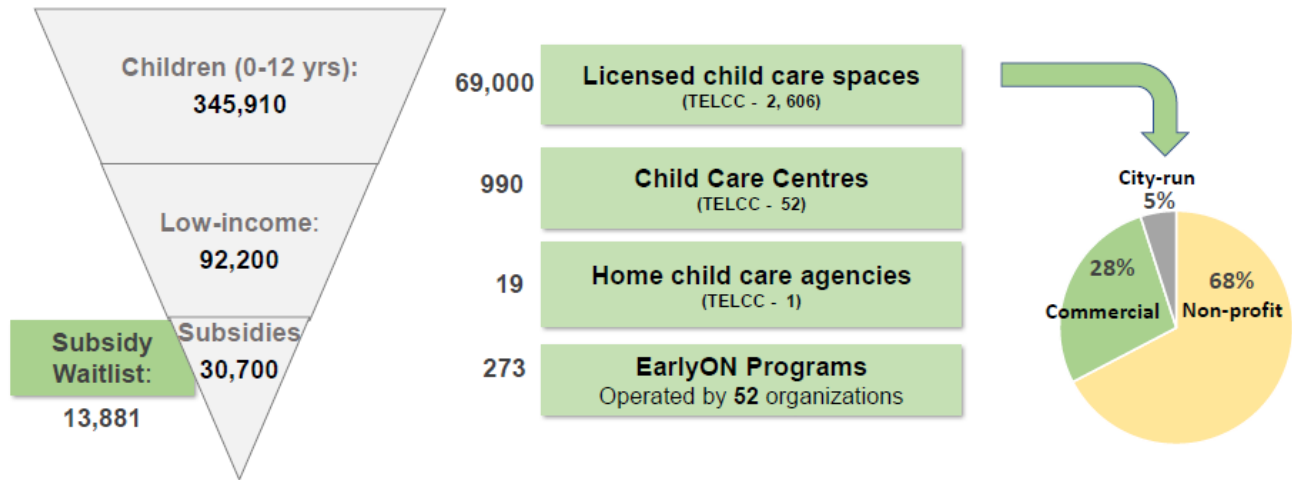 Children (0-12 yrs):
345,910
Low-income:
92,200
Subsidies
30,700
Subsidy
Waitlist:
13,881
69,000
Licensed child care spaces
(TELCC - 2, 606)
990
Child Care Centres
(TELCC - 52)
19
Home child care agencies
(TELCC - 1)
273
EarlyON Programs
Operated by 52 organizations
City-run
5%
28%
Commercial
68%
Non-profit